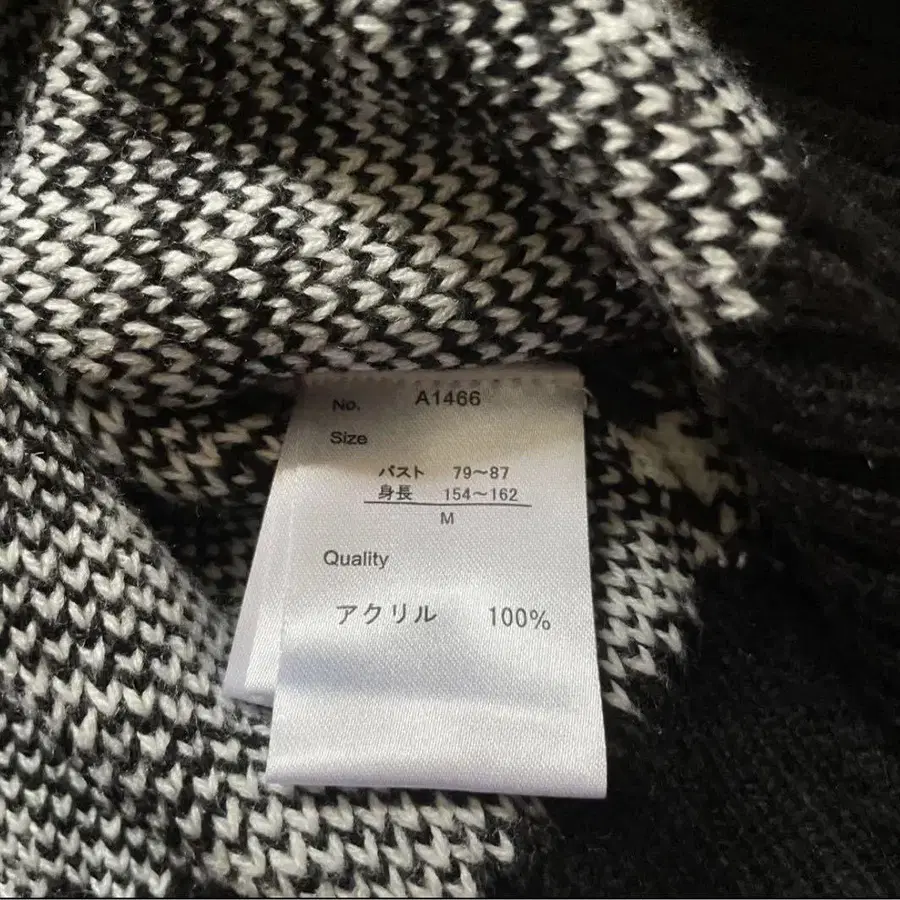 No. A1466
Size
バスト 79～87
身長 154～162
M
Quality
アクリル 100%